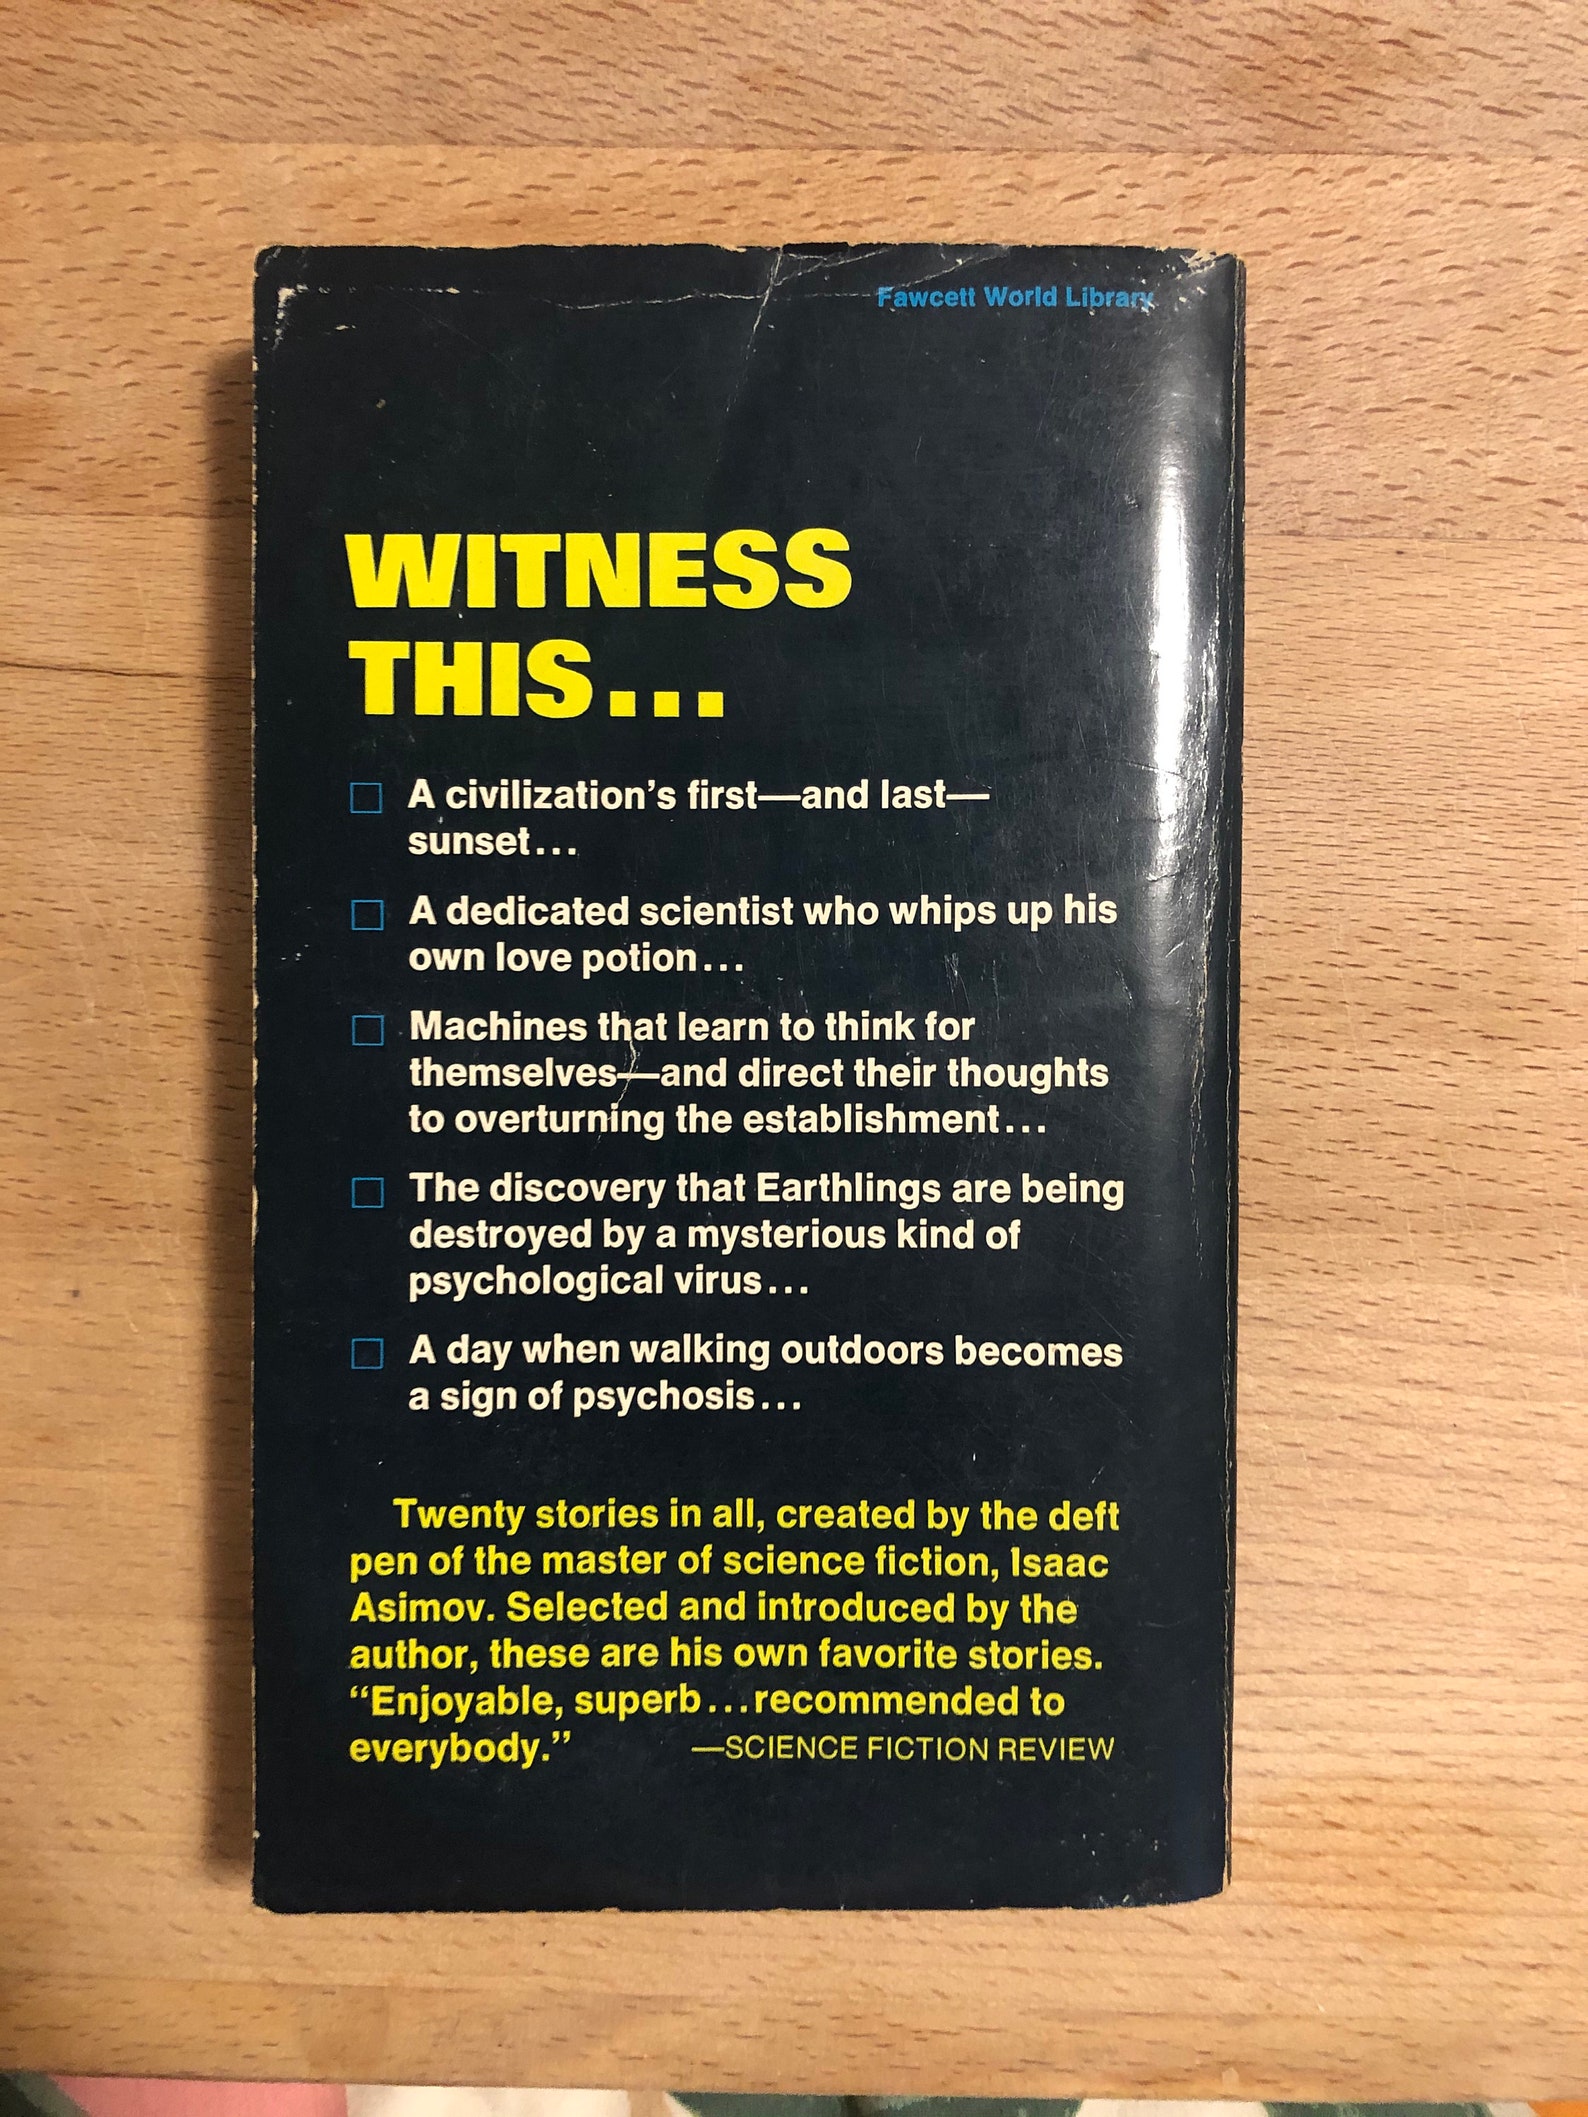 Fawcett World Library
WITNESS
THIS...
A civilization's first—and last—
sunset...
A dedicated scientist who whips up his
own love potion...
Machines that learn to think for
themselves—and direct their thoughts
to overturning the establishment...
The discovery that Earthlings are being
destroyed by a mysterious kind of
psychological virus...
A day when walking outdoors becomes
a sign of psychosis...
Twenty stories in all, created by the deft
pen of the master of science fiction, Isaac
Asimov. Selected and introduced by the
author, these are his own favorite stories.
“Enjoyable, superb...recommended to
everybody.” —SCIENCE FICTION REVIEW